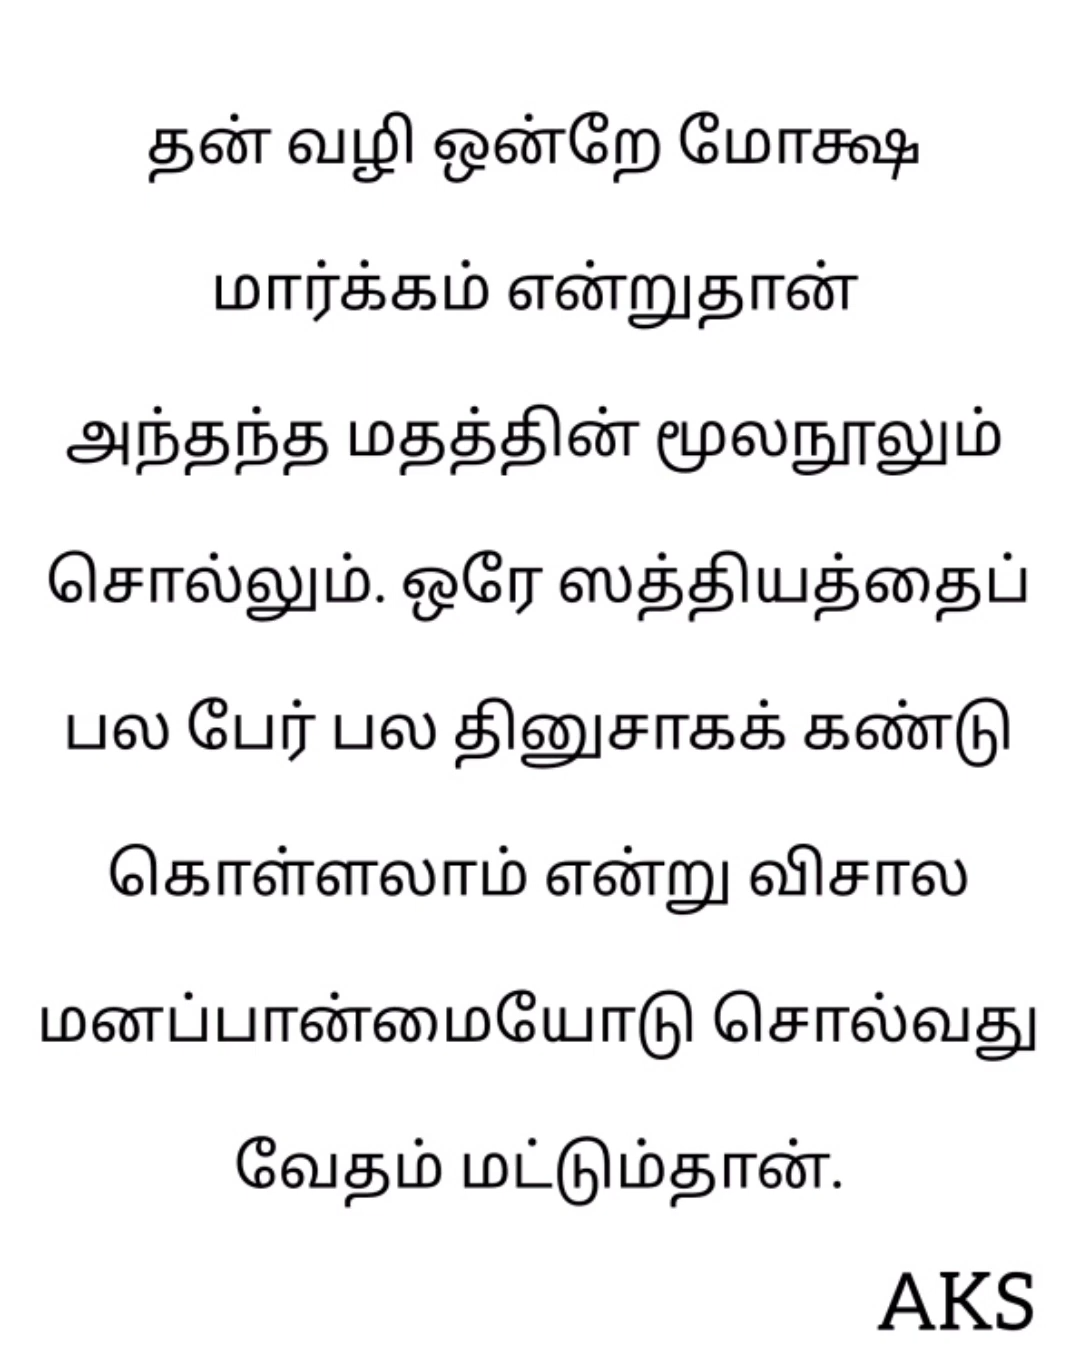 தன் வழி ஒன்றே மோக்ஷ
மார்க்கம் என்றுதான்
அந்தந்த மதத்தின் மூலநூலும்
சொல்லும். ஒரே ஸத்தியத்தைப்
பல பேர் பல தினுசாகக் கண்டு
கொள்ளலாம் என்று விசால
மனப்பான்மையோடு சொல்வது
வேதம் மட்டும்தான்.
AKS